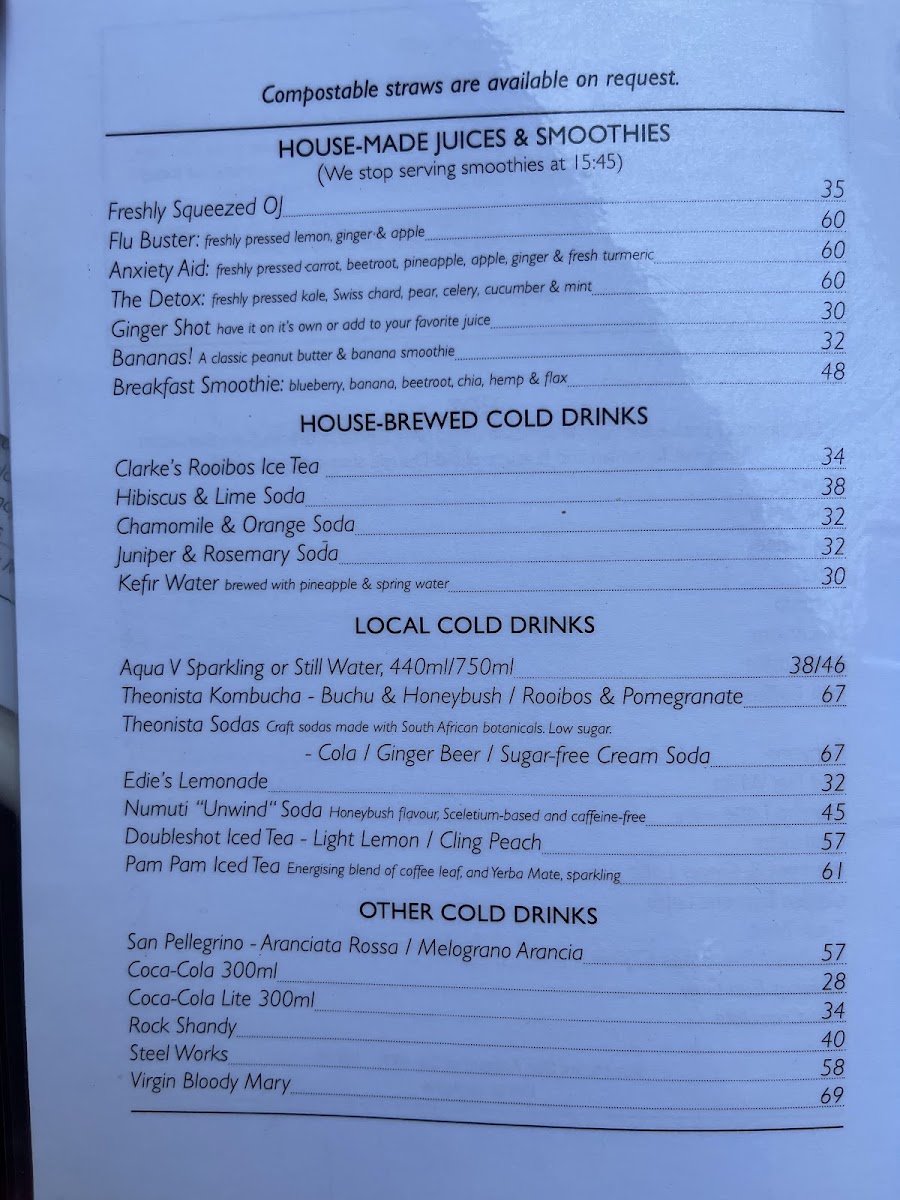 Compostable straws are available on request.
HOUSE-MADE JUICES & SMOOTHIES
(We stop serving smoothies at 15:45)
Freshly Squeezed OJ 35
Flu Buster: freshly pressed lemon, ginger & apple 60
Anxiety Aid: freshly pressed carrot, beetroot, pineapple, apple, ginger & fresh turmeric 60
The Detox: freshly pressed kale, Swiss chard, pear, celery, cucumber & mint 60
Ginger Shot have it on it's own or add to your favorite juice 30
Bananas! A classic peanut butter & banana smoothie 32
Breakfast Smoothie: blueberry, banana, beetroot, chia, hemp & flax 48
HOUSE-BREWED COLD DRINKS
Clarke's Rooibos Ice Tea 34
Hibiscus & Lime Soda 38
Chamomile & Orange Soda 32
Juniper & Rosemary Soda 32
Kefir Water brewed with pineapple & spring water 30
LOCAL COLD DRINKS
Aqua V Sparkling or Still Water, 440ml/750ml 38/46
Theonista Kombucha - Buchu & Honeybush / Rooibos & Pomegranate 67
Theonista Sodas Craft sodas made with South African botanicals. Low sugar.
- Cola / Ginger Beer / Sugar-free Cream Soda 67
Edie's Lemonade 32
Numuti "Unwind" Soda Honeybush flavour, Sceletium-based and caffeine-free 45
Doubleshot Iced Tea - Light Lemon / Cling Peach 57
Pam Pam Iced Tea Energising blend of coffee leaf, and Yerba Mate, sparkling 61
OTHER COLD DRINKS
San Pellegrino - Aranciata Rossa / Melograno Arancia 57
Coca-Cola 300ml 28
Coca-Cola Lite 300ml 34
Rock Shandy 40
Steel Works 58
Virgin Bloody Mary 69